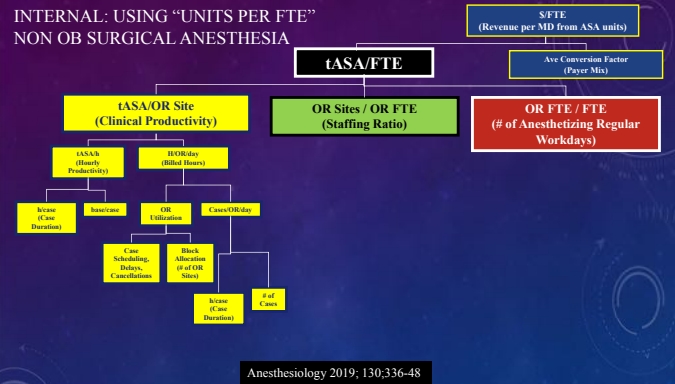 INTERNAL: USING “UNITS PER FTE”
NON OB SURGICAL ANESTHESIA
$/FTE
(Revenue per MD from ASA units)
tASA/FTE
Ave Conversion Factor
(Payer Mix)
tASA/OR Site
(Clinical Productivity)
OR Sites / OR FTE
(Staffing Ratio)
OR FTE / FTE
(# of Anesthetizing Regular
Workdays)
tASA/h
(Hourly
Productivity)
H/OR/day
(Billed Hours)
h/case
(Case
Duration)
base/case
OR
Utilization
Cases/OR/day
Case
Scheduling,
Delays,
Cancellations
Block
Allocation
(# of OR
Sites)
h/case
(Case
Duration)
# of
Cases
Anesthesiology 2019; 130;336-48